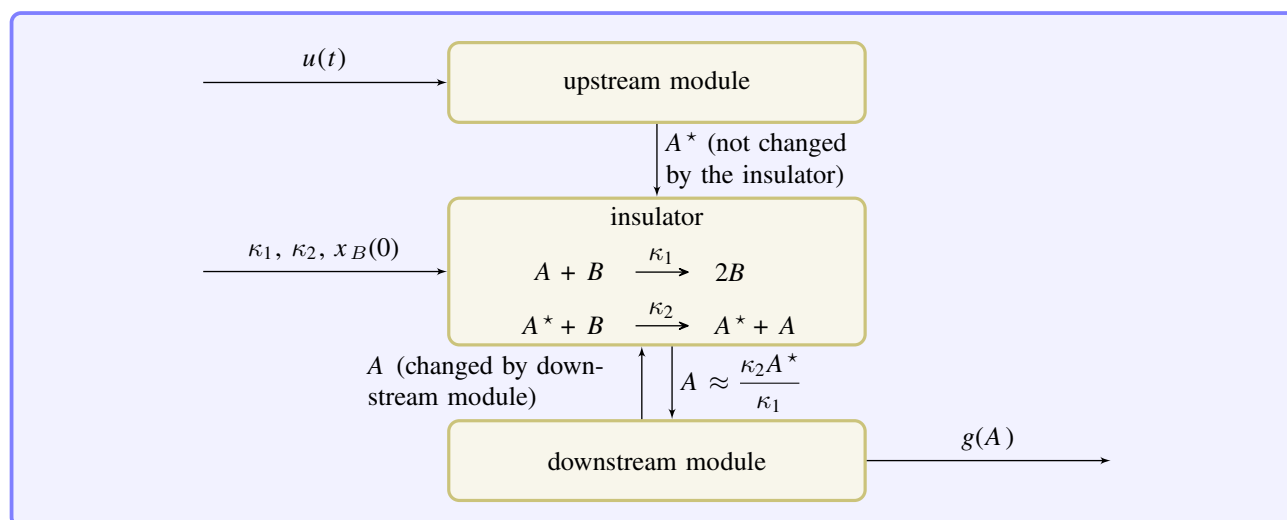 u(t)
upstream module
A⋆ (not changed
by the insulator)
insulator
κ1, κ2, xB(0)
A + B κ1⟶ 2B
A⋆ + B κ2⟶ A⋆ + A
A (changed by down-
stream module)
A ≈ κ2A⋆/κ1
downstream module
g(A)